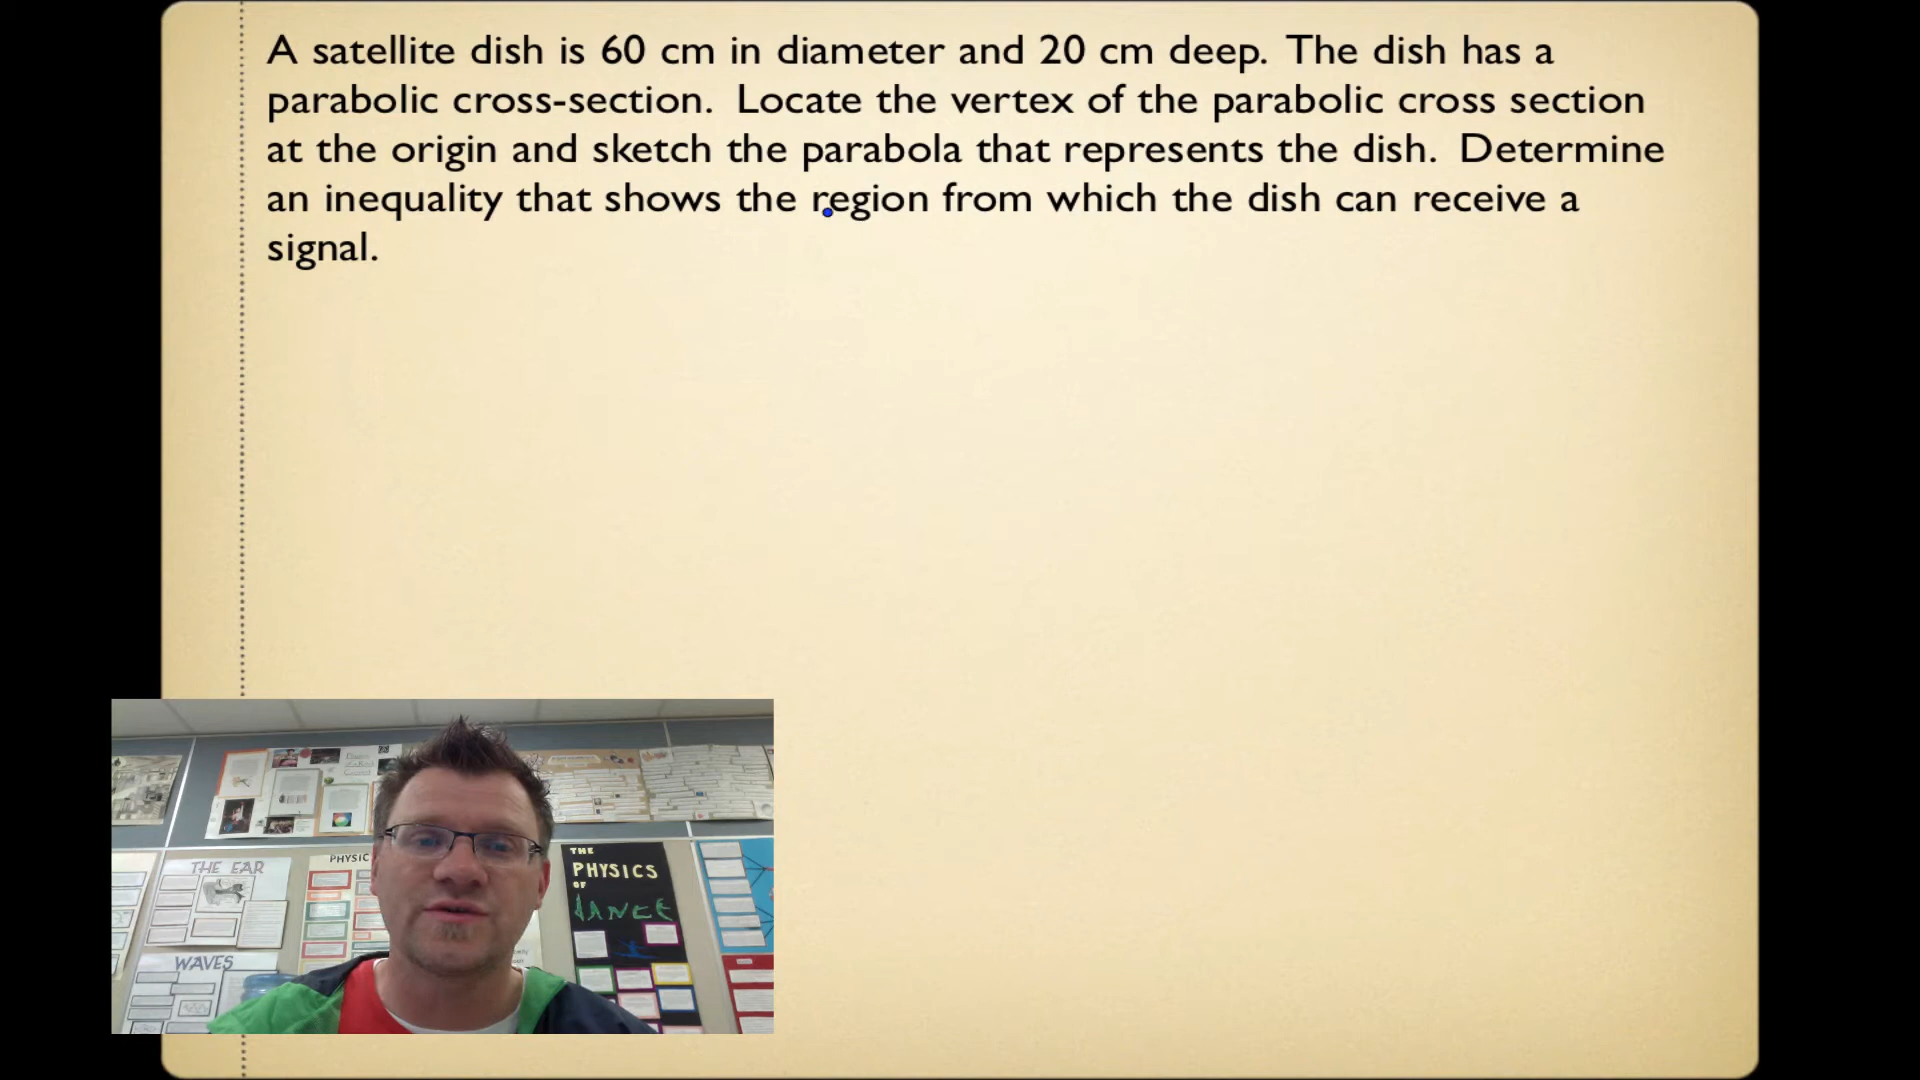 A satellite dish is 60 cm in diameter and 20 cm deep. The dish has a
parabolic cross-section. Locate the vertex of the parabolic cross section
at the origin and sketch the parabola that represents the dish. Determine
an inequality that shows the region from which the dish can receive a
signal.
THE EAR
PHYSIC
WAVES
THE
PHYSICS
OF
DANCE